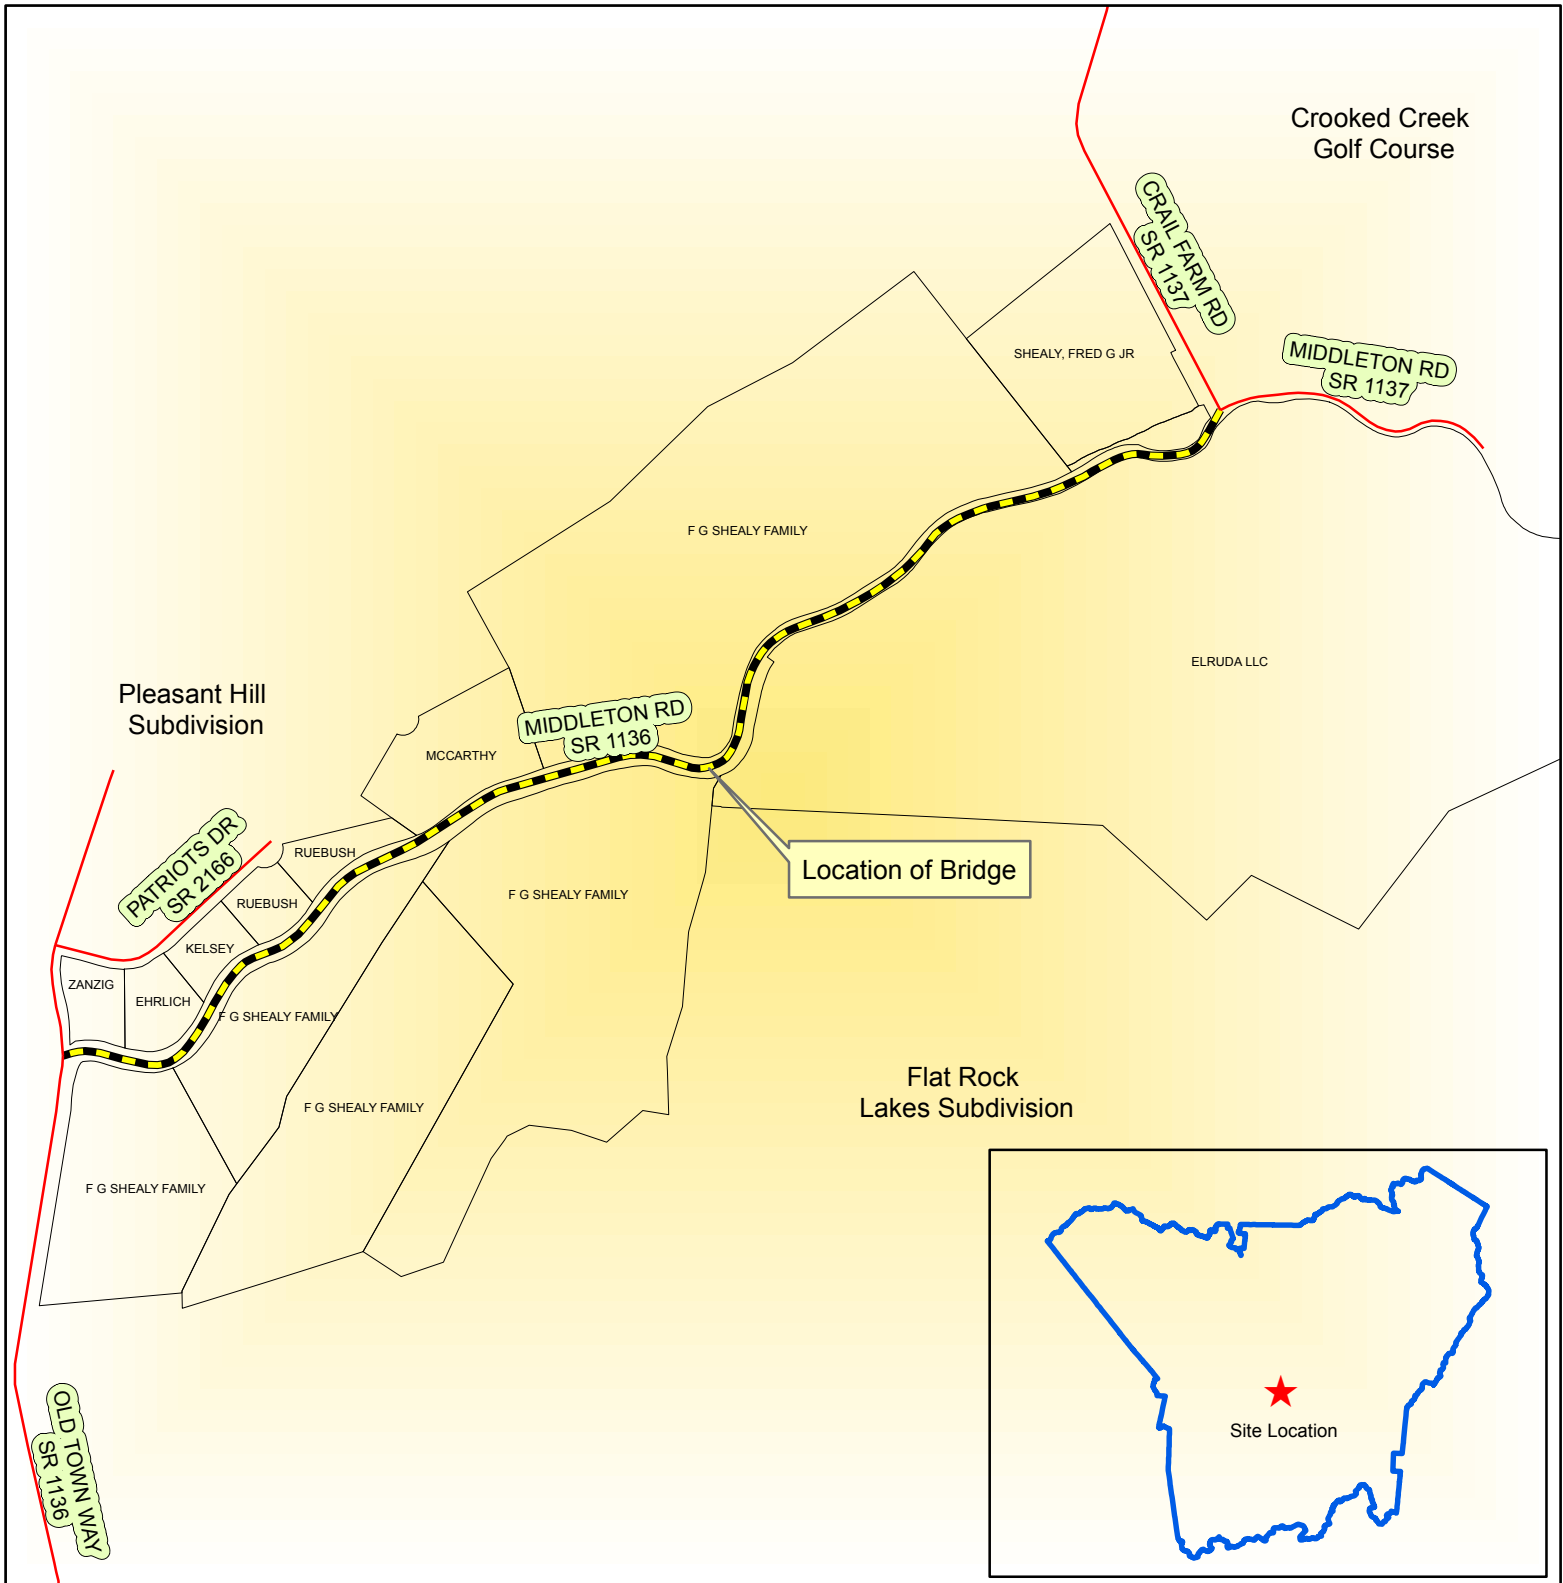 Crooked Creek
Golf Course
CRAIL FARM RD
SR 1137
MIDDLETON RD
SR 1137
SHEALY, FRED G JR
F G SHEALY FAMILY
ELRUDA LLC
Pleasant Hill
Subdivision
MIDDLETON RD
SR 1136
MCCARTHY
PATRIOTS DR
SR 2166
RUEBUSH
Location of Bridge
F G SHEALY FAMILY
RUEBUSH
KELSEY
ZANZIG
EHRLICH
F G SHEALY FAMILY
Flat Rock
Lakes Subdivision
F G SHEALY FAMILY
F G SHEALY FAMILY
OLD TOWN WAY
SR 1136
Site Location